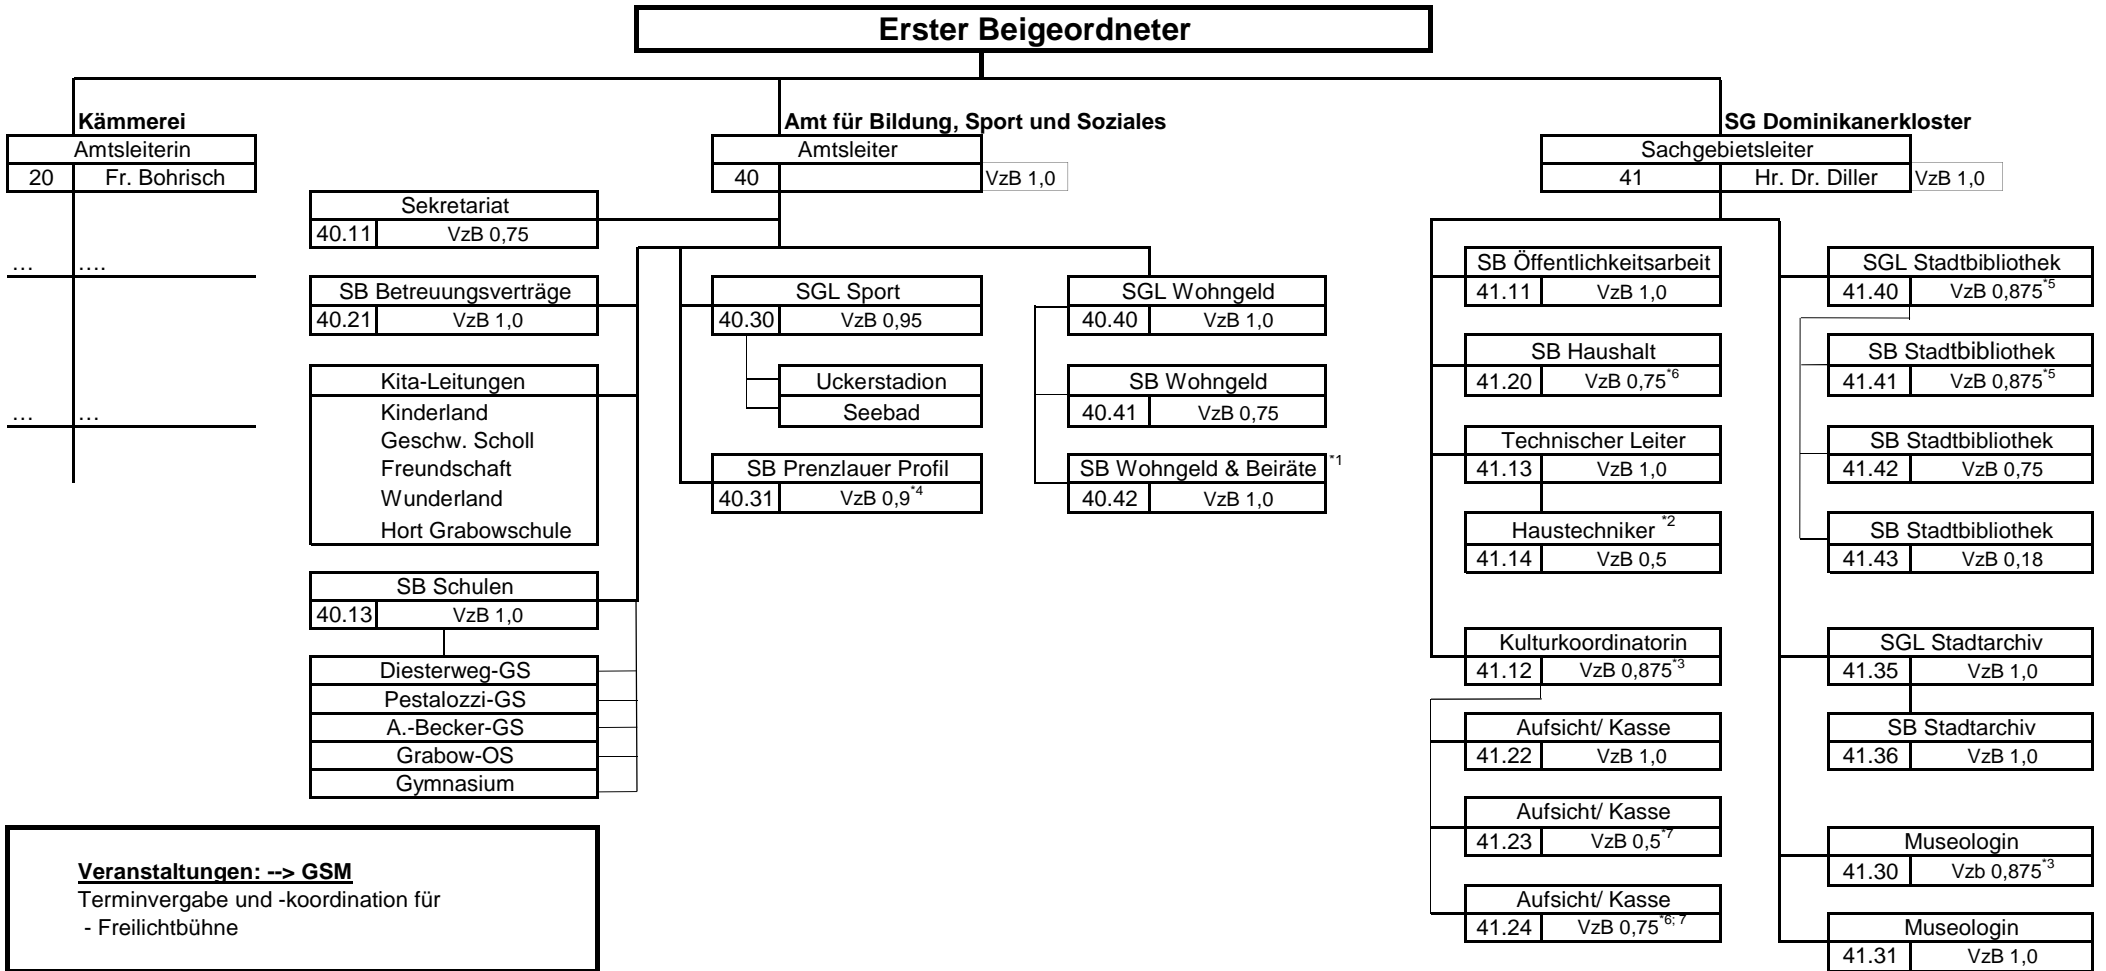 Erster Beigeordneter
Kämmerei
Amtsleiterin
20 Fr. Bohrisch
… ….
… …
Amt für Bildung, Sport und Soziales
Amtsleiter
40 VzB 1,0
Sekretariat
40.11 VzB 0,75
SB Betreuungsverträge
40.21 VzB 1,0
Kita-Leitungen
Kinderland
Geschw. Scholl
Freundschaft
Wunderland
Hort Grabowschule
SB Schulen
40.13 VzB 1,0
Diesterweg-GS
Pestalozzi-GS
A.-Becker-GS
Grabow-OS
Gymnasium
SGL Sport
40.30 VzB 0,95
Uckerstadion
Seebad
SB Prenzlauer Profil
40.31 VzB 0,9*4
SGL Wohngeld
40.40 VzB 1,0
SB Wohngeld
40.41 VzB 0,75
SB Wohngeld & Beiräte *1
40.42 VzB 1,0
SG Dominikanerkloster
Sachgebietsleiter
41 Hr. Dr. Diller VzB 1,0
SB Öffentlichkeitsarbeit
41.11 VzB 1,0
SB Haushalt
41.20 VzB 0,75*6
Technischer Leiter
41.13 VzB 1,0
Haustechniker *2
41.14 VzB 0,5
Kulturkoordinatorin
41.12 VzB 0,875*3
Aufsicht/ Kasse
41.22 VzB 1,0
Aufsicht/ Kasse
41.23 VzB 0,5*7
Aufsicht/ Kasse
41.24 VzB 0,75*6; 7
SGL Stadtbibliothek
41.40 VzB 0,875*5
SB Stadtbibliothek
41.41 VzB 0,875*5
SB Stadtbibliothek
41.42 VzB 0,75
SB Stadtbibliothek
41.43 VzB 0,18
SGL Stadtarchiv
41.35 VzB 1,0
SB Stadtarchiv
41.36 VzB 1,0
Museologin
41.30 Vzb 0,875*3
Museologin
41.31 VzB 1,0
Veranstaltungen: --> GSM
Terminvergabe und -koordination für
- Freilichtbühne